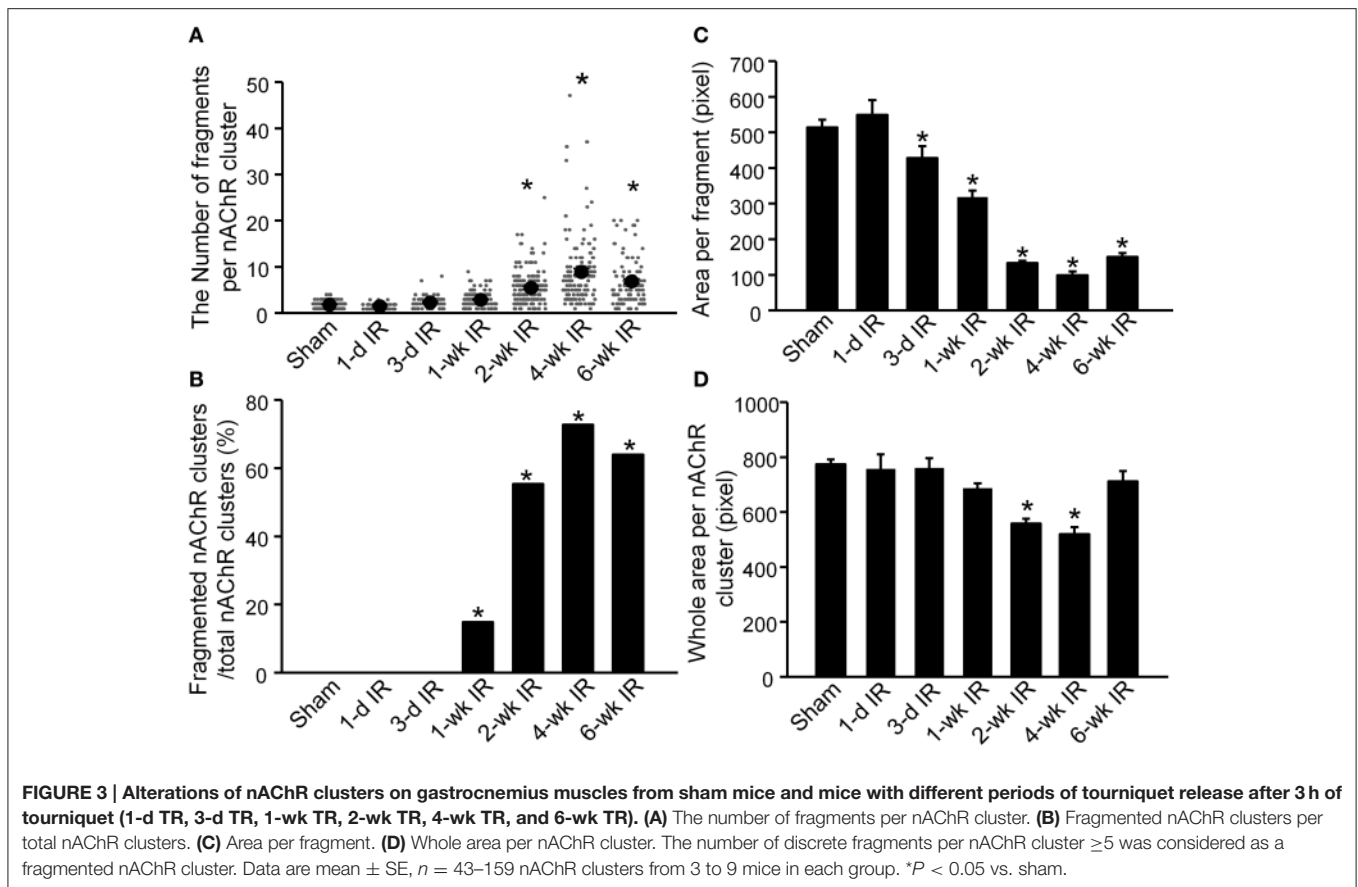 A
The Number of fragments
per nAChR cluster
50
40
30
20
10
0
*
*
*
Sham
1-d IR
3-d IR
1-wk IR
2-wk IR
4-wk IR
6-wk IR
B
Fragmented nAChR clusters
/total nAChR clusters (%)
80
60
40
20
0
*
*
*
*
Sham
1-d IR
3-d IR
1-wk IR
2-wk IR
4-wk IR
6-wk IR
C
Area per fragment (pixel)
700
600
500
400
300
200
100
0
*
*
*
*
*
Sham
1-d IR
3-d IR
1-wk IR
2-wk IR
4-wk IR
6-wk IR
D
Whole area per nAChR
cluster (pixel)
1000
800
600
400
200
0
*
*
Sham
1-d IR
3-d IR
1-wk IR
2-wk IR
4-wk IR
6-wk IR
FIGURE 3 | Alterations of nAChR clusters on gastrocnemius muscles from sham mice and mice with different periods of tourniquet release after 3 h of
tourniquet (1-d TR, 3-d TR, 1-wk TR, 2-wk TR, 4-wk TR, and 6-wk TR). (A) The number of fragments per nAChR cluster. (B) Fragmented nAChR clusters per
total nAChR clusters. (C) Area per fragment. (D) Whole area per nAChR cluster. The number of discrete fragments per nAChR cluster ≥5 was considered as a
fragmented nAChR cluster. Data are mean ± SE, n = 43–159 nAChR clusters from 3 to 9 mice in each group. *P < 0.05 vs. sham.